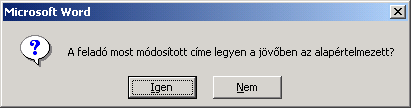 Microsoft Word
A feladó most módosított címe legyen a jövőben az alapértelmezett?
Igen
Nem